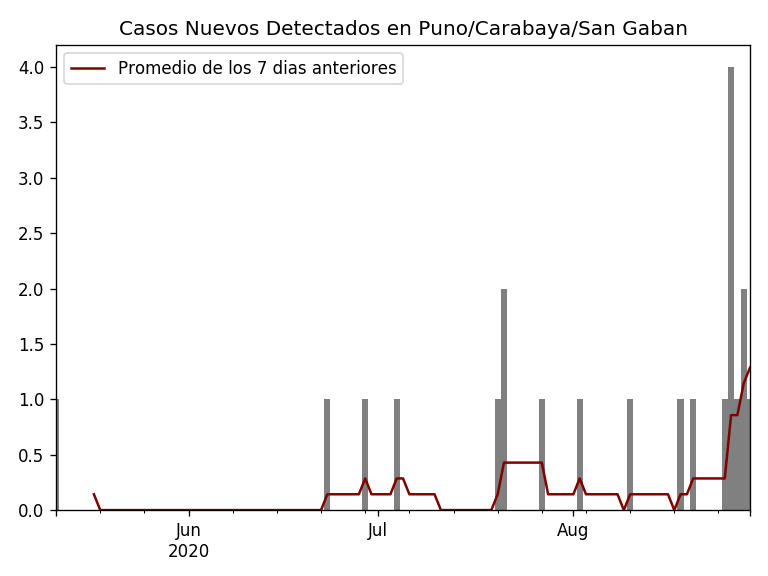 Casos Nuevos Detectados en Puno/Carabaya/San Gaban
Promedio de los 7 dias anteriores
4.0
3.5
3.0
2.5
2.0
1.5
1.0
0.5
0.0
Jun
2020
Jul
Aug